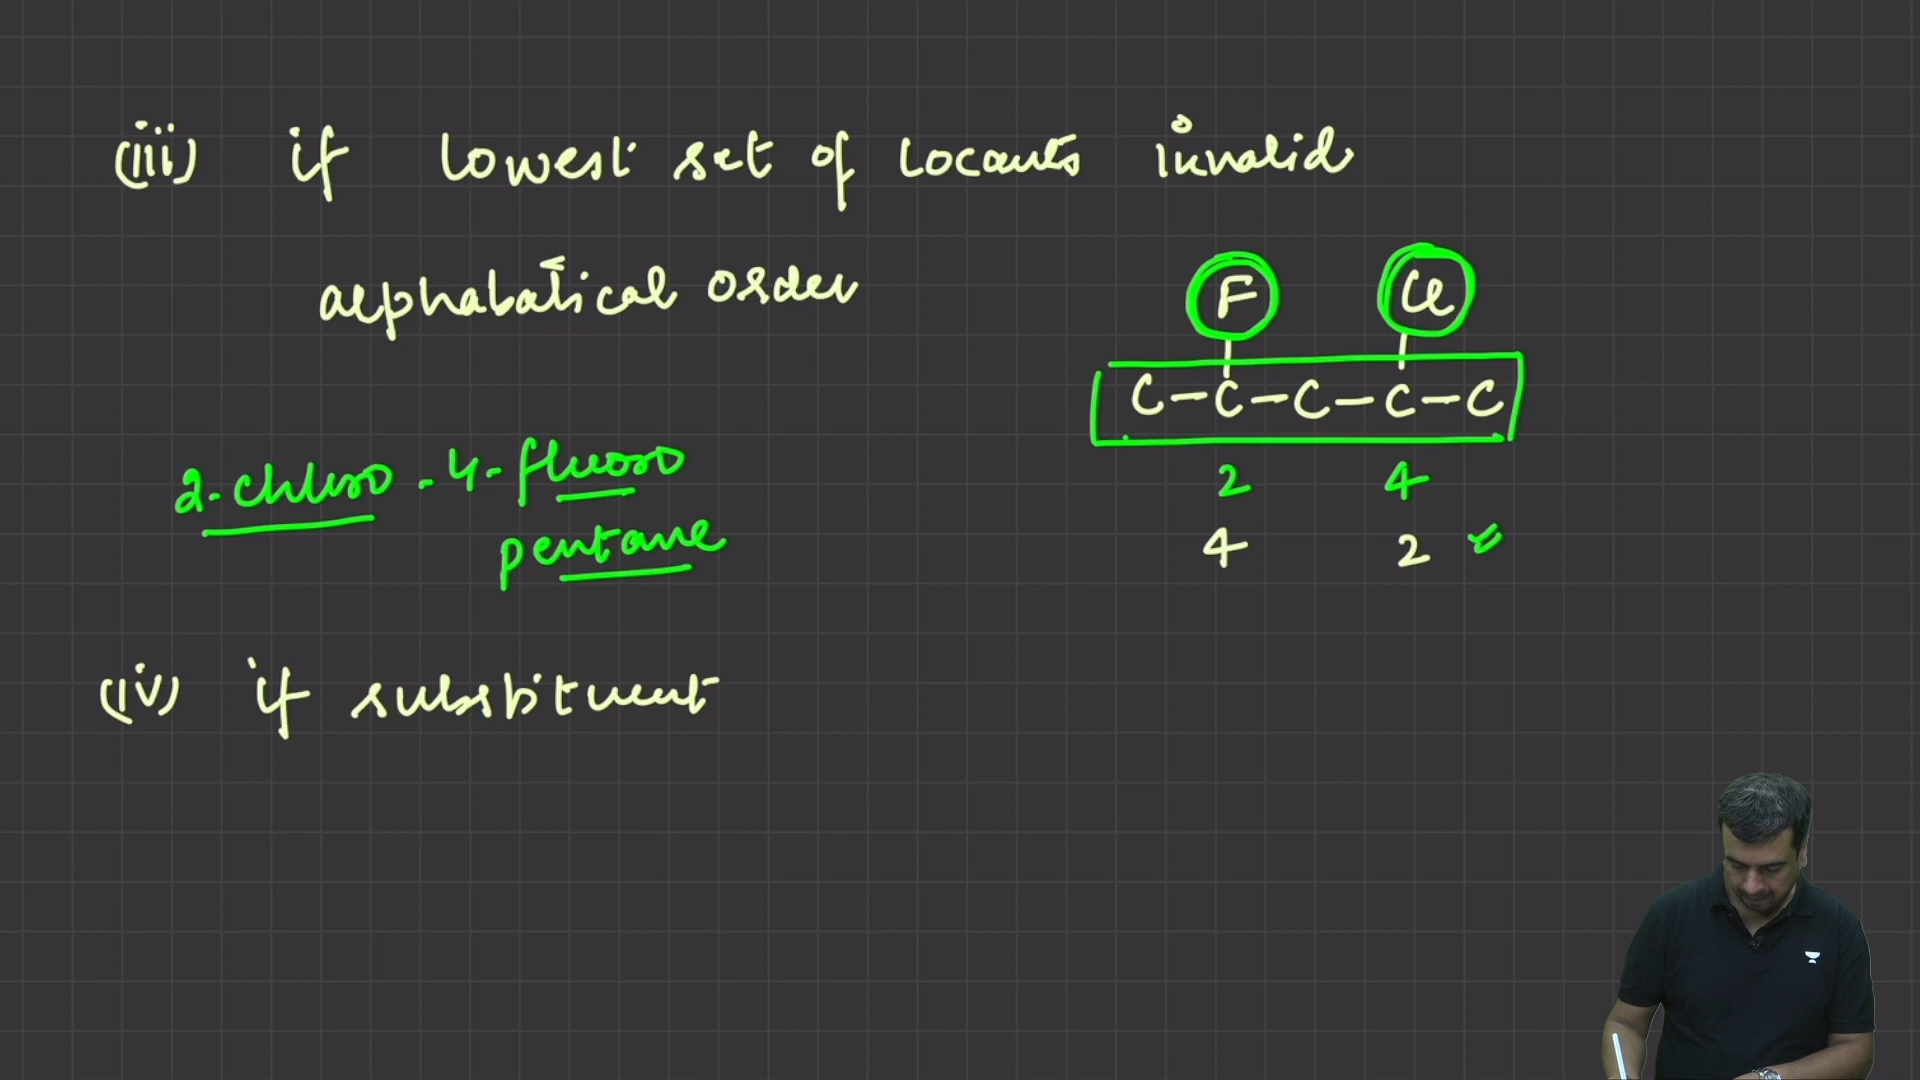 (iii) if lowest set of locants invalid
alphabatical order
F Cl
C-C-C-C-C
2-chloro-4-fluoro
pentane
2 4
4 2
(iv) if substituent